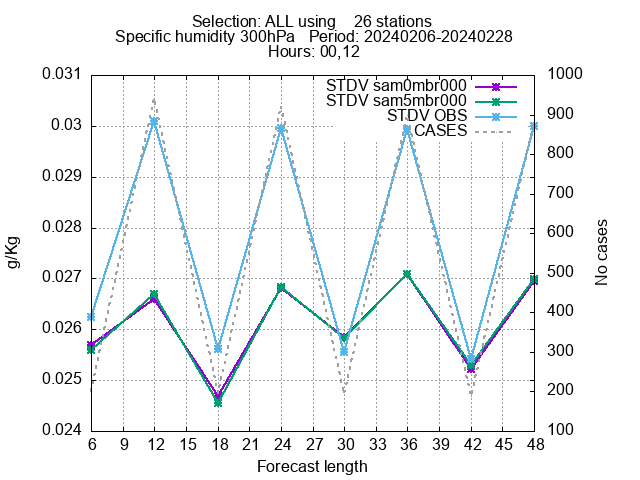 Selection: ALL using    26 stations
Specific humidity 300hPa   Period: 20240206-20240228
Hours: 00,12
STDV sam0mbr000
STDV sam5mbr000
STDV OBS
CASES
0.031
0.03
0.029
0.028
0.027
0.026
0.025
0.024
g/Kg
1000
900
800
700
600
500
400
300
200
100
No cases
6 9 12 15 18 21 24 27 30 33 36 39 42 45 48
Forecast length